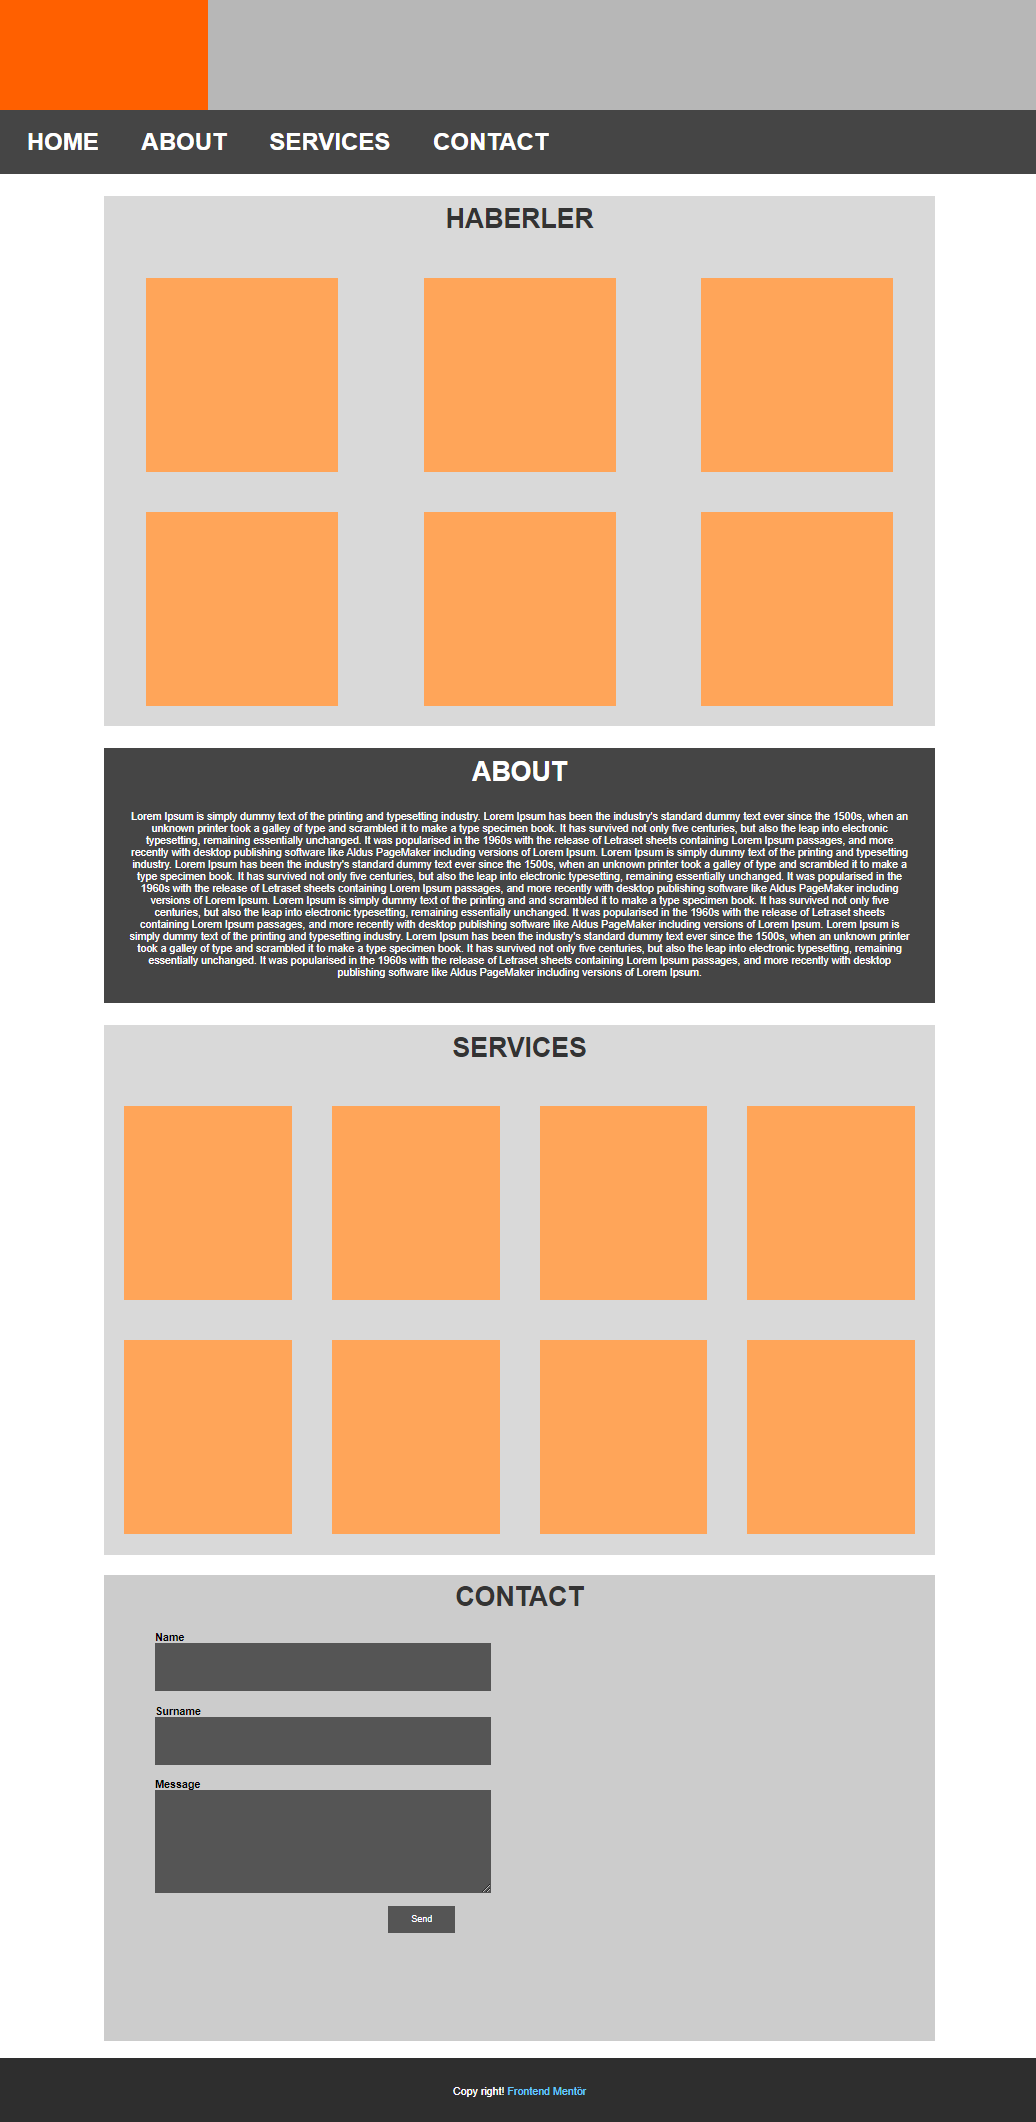 HOME ABOUT SERVICES CONTACT
HABERLER
ABOUT
Lorem Ipsum is simply dummy text of the printing and typesetting industry. Lorem Ipsum has been the industry's standard dummy text ever since the 1500s, when an
unknown printer took a galley of type and scrambled it to make a type specimen book. It has survived not only five centuries, but also the leap into electronic
typesetting, remaining essentially unchanged. It was popularised in the 1960s with the release of Letraset sheets containing Lorem Ipsum passages, and more
recently with desktop publishing software like Aldus PageMaker including versions of Lorem Ipsum. Lorem Ipsum is simply dummy text of the printing and typesetting
industry. Lorem Ipsum has been the industry's standard dummy text ever since the 1500s, when an unknown printer took a galley of type and scrambled it to make a
type specimen book. It has survived not only five centuries, but also the leap into electronic typesetting, remaining essentially unchanged. It was popularised in the
1960s with the release of Letraset sheets containing Lorem Ipsum passages, and more recently with desktop publishing software like Aldus PageMaker including
versions of Lorem Ipsum. Lorem Ipsum is simply dummy text of the printing and and scrambled it to make a type specimen book. It has survived not only five
centuries, but also the leap into electronic typesetting, remaining essentially unchanged. It was popularised in the 1960s with the release of Letraset sheets
containing Lorem Ipsum passages, and more recently with desktop publishing software like Aldus PageMaker including versions of Lorem Ipsum. Lorem Ipsum is
simply dummy text of the printing and typesetting industry. Lorem Ipsum has been the industry's standard dummy text ever since the 1500s, when an unknown printer
took a galley of type and scrambled it to make a type specimen book. It has survived not only five centuries, but also the leap into electronic typesetting, remaining
essentially unchanged. It was popularised in the 1960s with the release of Letraset sheets containing Lorem Ipsum passages, and more recently with desktop
publishing software like Aldus PageMaker including versions of Lorem Ipsum.
SERVICES
CONTACT
Name
Surname
Message
Send
Copy right! Frontend Mentör